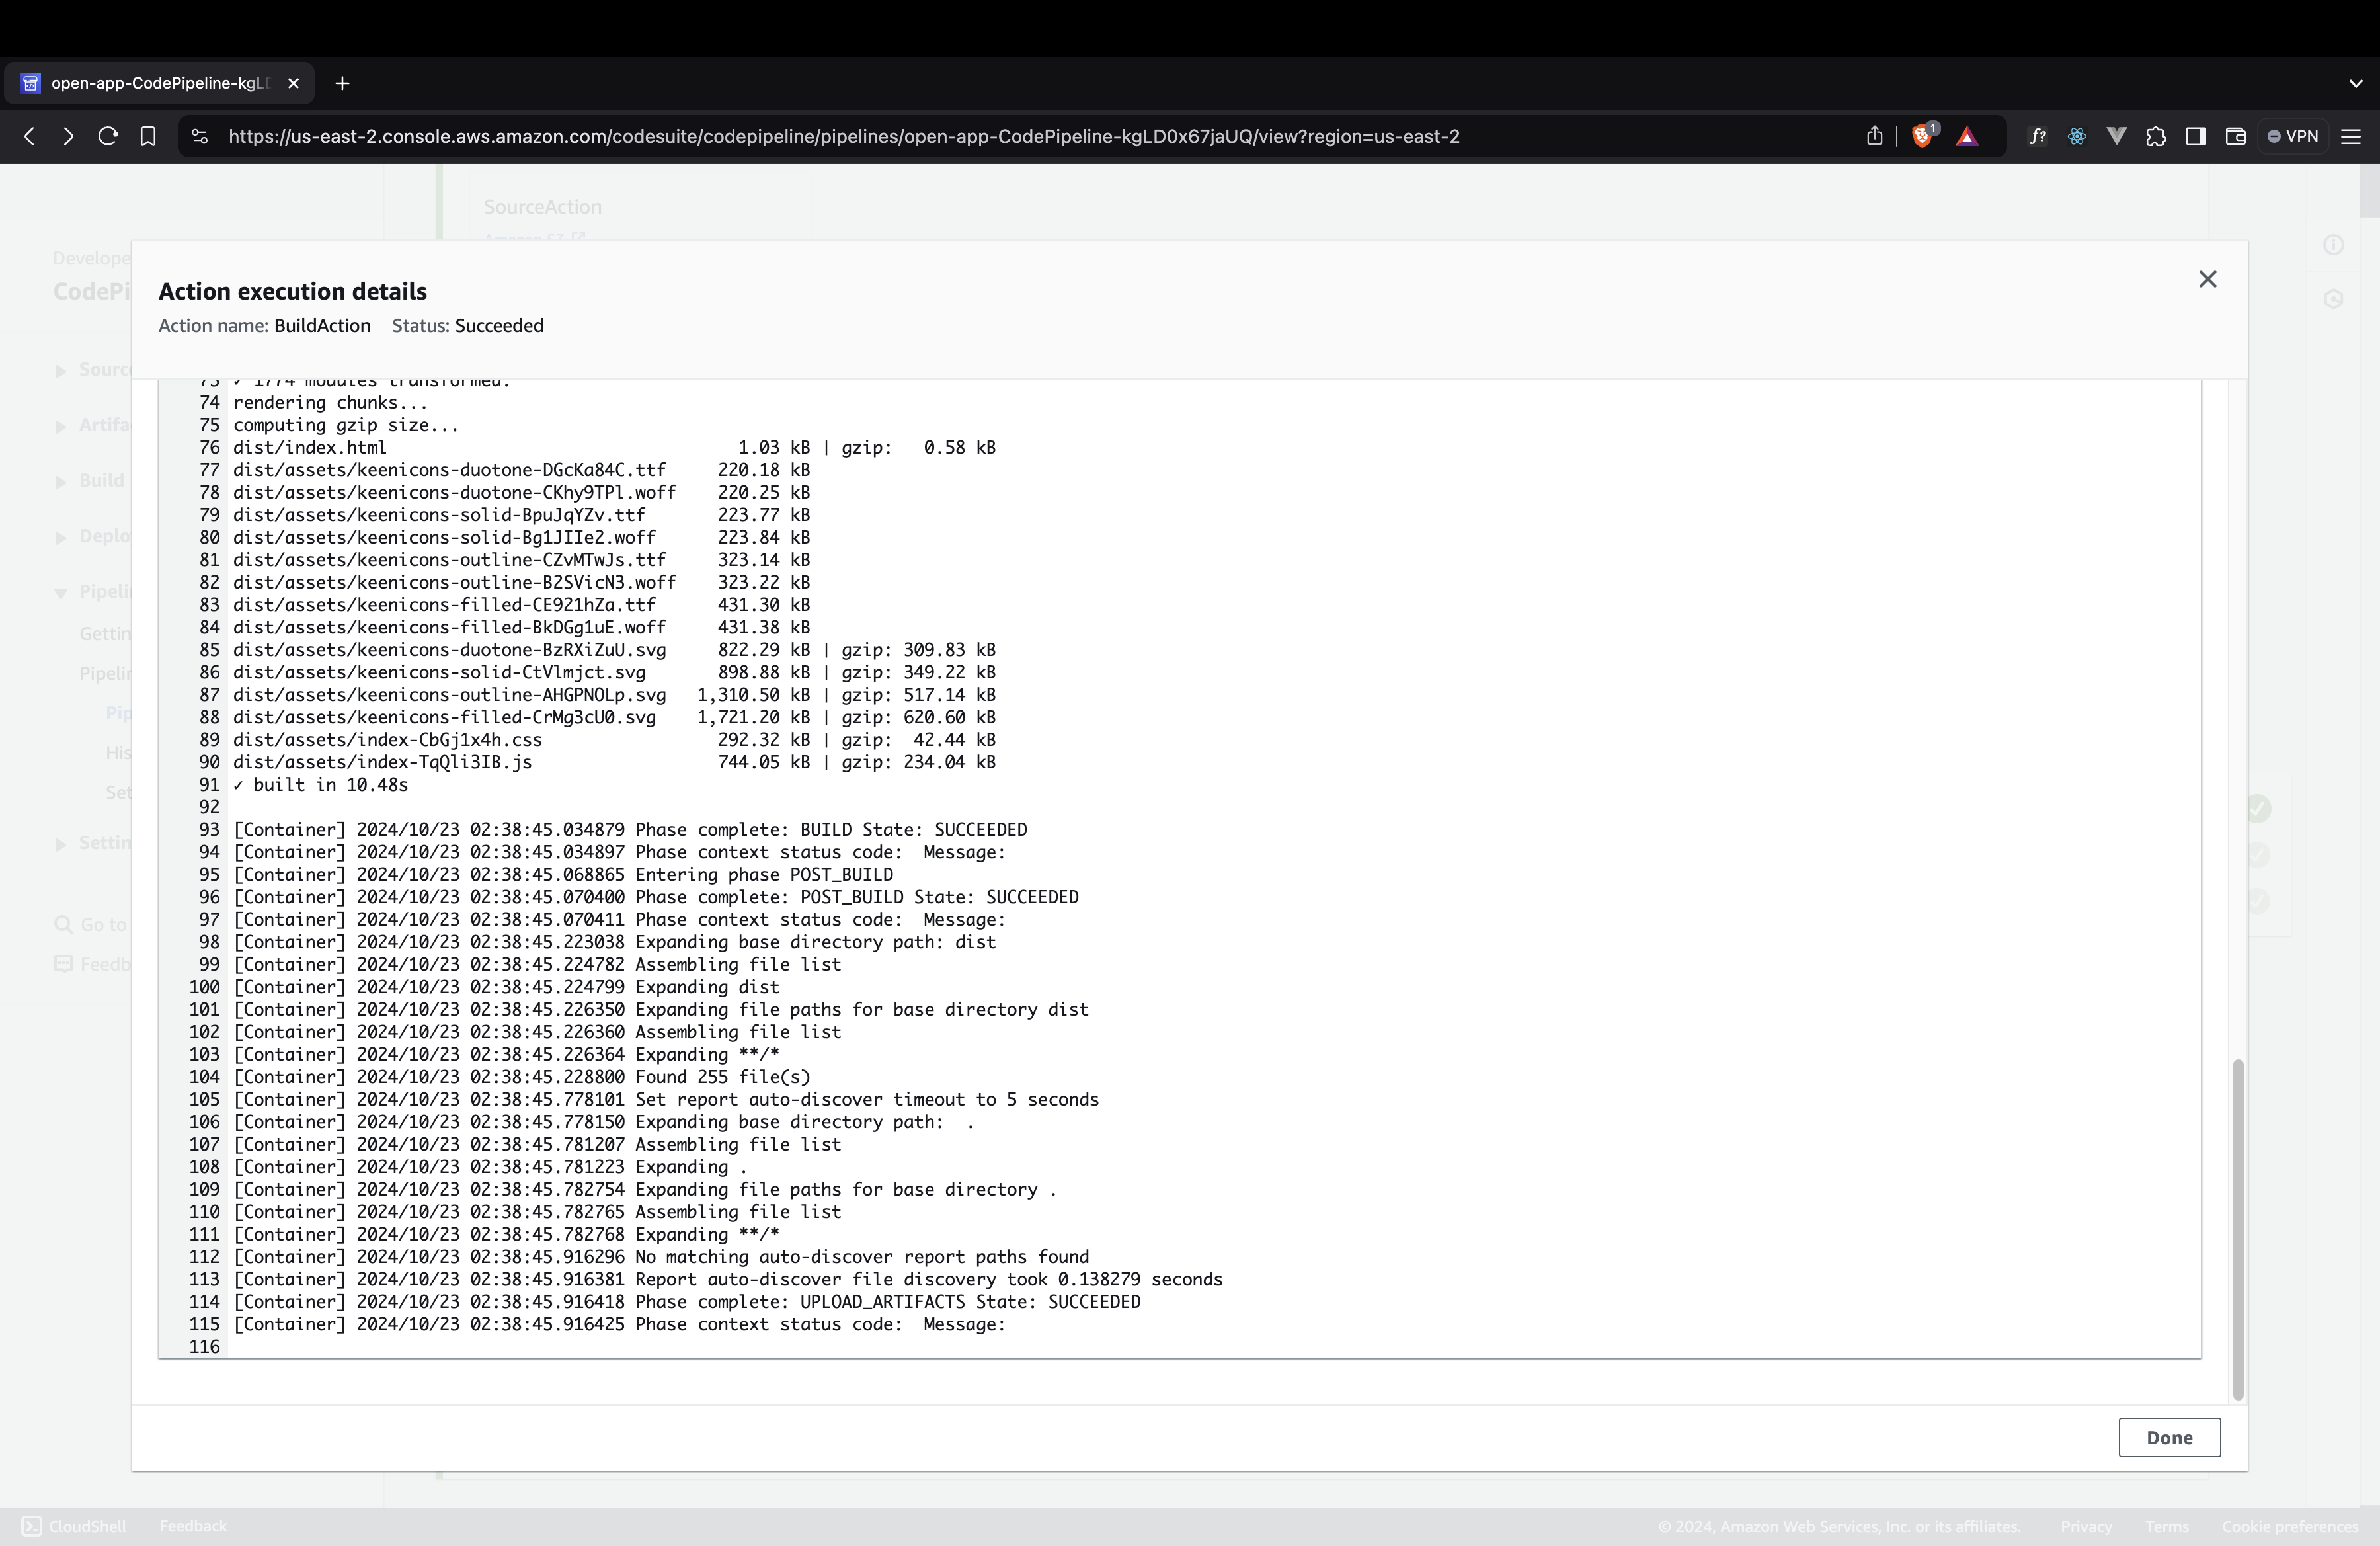 open-app-CodePipeline-kgL
https://us-east-2.console.aws.amazon.com/codesuite/codepipeline/pipelines/open-app-CodePipeline-kgLD0x67jaUQ/view?region=us-east-2
1
f?
VPN
SourceAction
Amazon S3
Develope
CodePi
Source
Artifa
Build
Deplo
Pipeli
Gettin
Pipelin
Pip
His
Set
Settin
Go to
Feedb
Action execution details
Action name: BuildAction Status: Succeeded
73 ✓ 1774 modules transformed.
74 rendering chunks...
75 computing gzip size...
76 dist/index.html 1.03 kB | gzip: 0.58 kB
77 dist/assets/keenicons-duotone-DGcKa84C.ttf 220.18 kB
78 dist/assets/keenicons-duotone-CKhy9TPl.woff 220.25 kB
79 dist/assets/keenicons-solid-BpuJqYZv.ttf 223.77 kB
80 dist/assets/keenicons-solid-Bg1JIIe2.woff 223.84 kB
81 dist/assets/keenicons-outline-CZvMTwJs.ttf 323.14 kB
82 dist/assets/keenicons-outline-B2SVicN3.woff 323.22 kB
83 dist/assets/keenicons-filled-CE921hZa.ttf 431.30 kB
84 dist/assets/keenicons-filled-BkDGg1uE.woff 431.38 kB
85 dist/assets/keenicons-duotone-BzRXiZuU.svg 822.29 kB | gzip: 309.83 kB
86 dist/assets/keenicons-solid-CtVlmjct.svg 898.88 kB | gzip: 349.22 kB
87 dist/assets/keenicons-outline-AHGPNOLp.svg 1,310.50 kB | gzip: 517.14 kB
88 dist/assets/keenicons-filled-CrMg3cU0.svg 1,721.20 kB | gzip: 620.60 kB
89 dist/assets/index-CbGj1x4h.css 292.32 kB | gzip: 42.44 kB
90 dist/assets/index-TqQli3IB.js 744.05 kB | gzip: 234.04 kB
91 ✓ built in 10.48s
92
93 [Container] 2024/10/23 02:38:45.034879 Phase complete: BUILD State: SUCCEEDED
94 [Container] 2024/10/23 02:38:45.034897 Phase context status code: Message:
95 [Container] 2024/10/23 02:38:45.068865 Entering phase POST_BUILD
96 [Container] 2024/10/23 02:38:45.070400 Phase complete: POST_BUILD State: SUCCEEDED
97 [Container] 2024/10/23 02:38:45.070411 Phase context status code: Message:
98 [Container] 2024/10/23 02:38:45.223038 Expanding base directory path: dist
99 [Container] 2024/10/23 02:38:45.224782 Assembling file list
100 [Container] 2024/10/23 02:38:45.224799 Expanding dist
101 [Container] 2024/10/23 02:38:45.226350 Expanding file paths for base directory dist
102 [Container] 2024/10/23 02:38:45.226360 Assembling file list
103 [Container] 2024/10/23 02:38:45.226364 Expanding **/*
104 [Container] 2024/10/23 02:38:45.228800 Found 255 file(s)
105 [Container] 2024/10/23 02:38:45.778101 Set report auto-discover timeout to 5 seconds
106 [Container] 2024/10/23 02:38:45.778150 Expanding base directory path: .
107 [Container] 2024/10/23 02:38:45.781207 Assembling file list
108 [Container] 2024/10/23 02:38:45.781223 Expanding .
109 [Container] 2024/10/23 02:38:45.782754 Expanding file paths for base directory .
110 [Container] 2024/10/23 02:38:45.782765 Assembling file list
111 [Container] 2024/10/23 02:38:45.782768 Expanding **/*
112 [Container] 2024/10/23 02:38:45.916296 No matching auto-discover report paths found
113 [Container] 2024/10/23 02:38:45.916381 Report auto-discover file discovery took 0.138279 seconds
114 [Container] 2024/10/23 02:38:45.916418 Phase complete: UPLOAD_ARTIFACTS State: SUCCEEDED
115 [Container] 2024/10/23 02:38:45.916425 Phase context status code: Message:
116
Done
CloudShell Feedback © 2024, Amazon Web Services, Inc. or its affiliates. Privacy Terms Cookie preferences